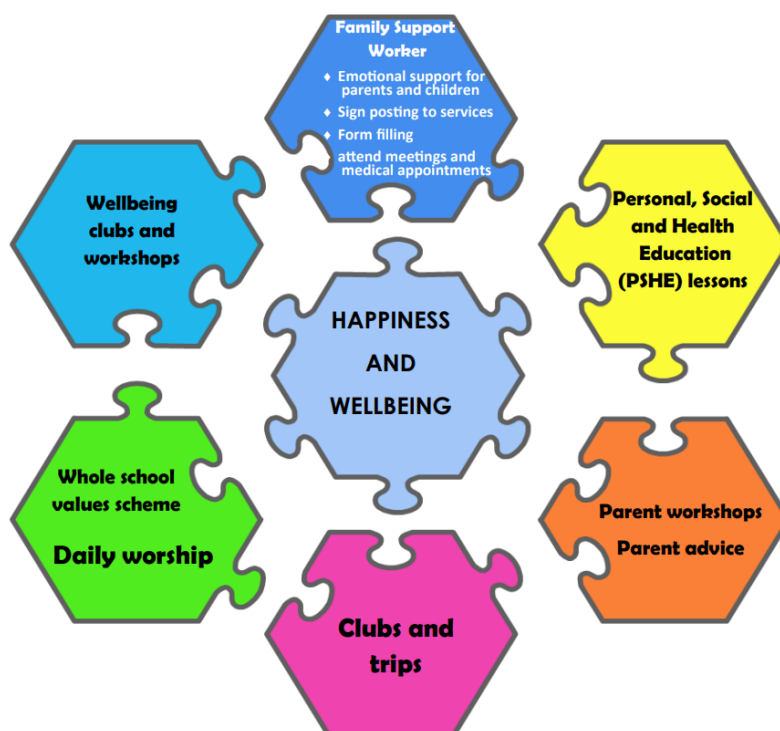 Family Support
Worker
♦ Emotional support for
parents and children
♦ Sign posting to services
♦ Form filling
attend meetings and
medical appointments
Wellbeing
clubs and
workshops
Personal, Social
and Health
Education
(PSHE) lessons
HAPPINESS
AND
WELLBEING
Whole school
values scheme
Daily worship
Parent workshops
Parent advice
Clubs and
trips